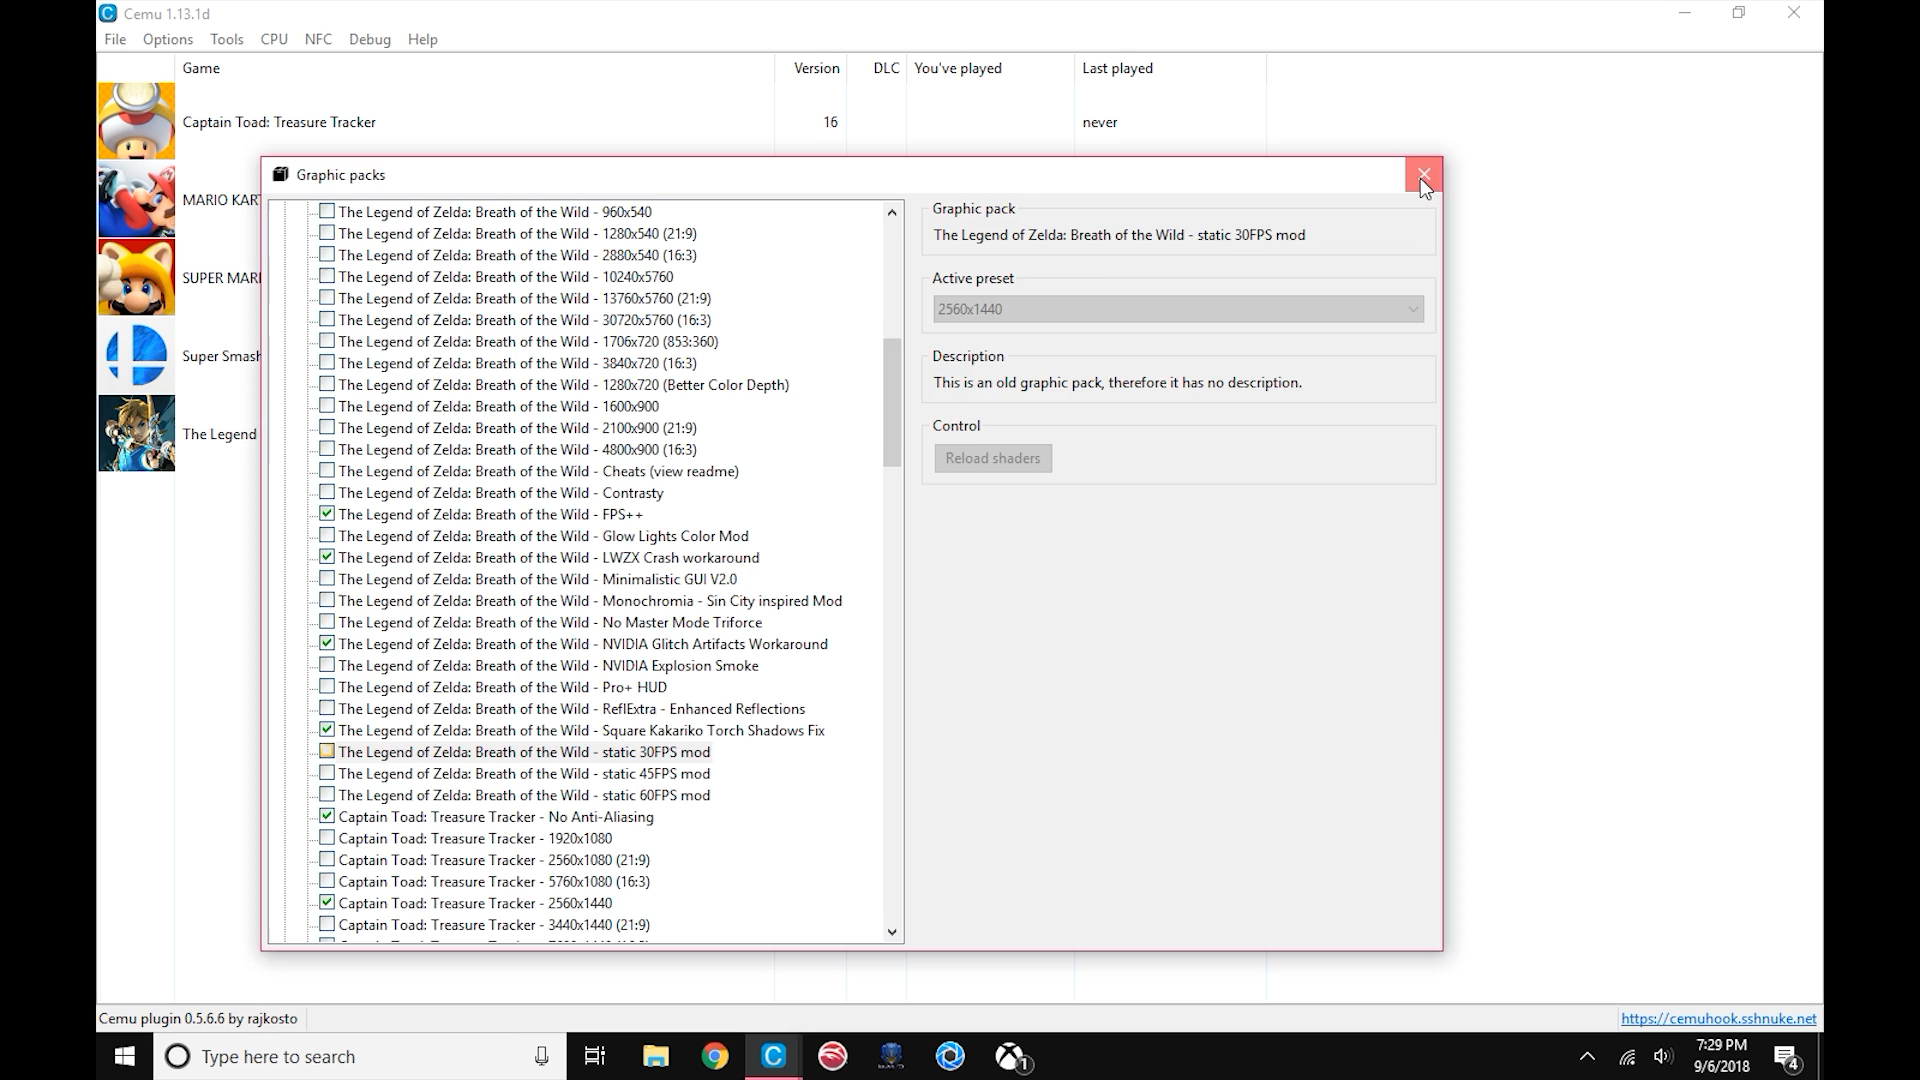 Cemu 1.13.1d
File Options Tools CPU NFC Debug Help
Game Version DLC You've played Last played
Captain Toad: Treasure Tracker 16 never
MARIO KART
SUPER MARI
Super Smash
The Legend
Graphic packs
The Legend of Zelda: Breath of the Wild - 960x540
The Legend of Zelda: Breath of the Wild - 1280x540 (21:9)
The Legend of Zelda: Breath of the Wild - 2880x540 (16:3)
The Legend of Zelda: Breath of the Wild - 10240x5760
The Legend of Zelda: Breath of the Wild - 13760x5760 (21:9)
The Legend of Zelda: Breath of the Wild - 30720x5760 (16:3)
The Legend of Zelda: Breath of the Wild - 1706x720 (853:360)
The Legend of Zelda: Breath of the Wild - 3840x720 (16:3)
The Legend of Zelda: Breath of the Wild - 1280x720 (Better Color Depth)
The Legend of Zelda: Breath of the Wild - 1600x900
The Legend of Zelda: Breath of the Wild - 2100x900 (21:9)
The Legend of Zelda: Breath of the Wild - 4800x900 (16:3)
The Legend of Zelda: Breath of the Wild - Cheats (view readme)
The Legend of Zelda: Breath of the Wild - Contrasty
The Legend of Zelda: Breath of the Wild - FPS++
The Legend of Zelda: Breath of the Wild - Glow Lights Color Mod
The Legend of Zelda: Breath of the Wild - LWZX Crash workaround
The Legend of Zelda: Breath of the Wild - Minimalistic GUI V2.0
The Legend of Zelda: Breath of the Wild - Monochromia - Sin City inspired Mod
The Legend of Zelda: Breath of the Wild - No Master Mode Triforce
The Legend of Zelda: Breath of the Wild - NVIDIA Glitch Artifacts Workaround
The Legend of Zelda: Breath of the Wild - NVIDIA Explosion Smoke
The Legend of Zelda: Breath of the Wild - Pro+ HUD
The Legend of Zelda: Breath of the Wild - ReflExtra - Enhanced Reflections
The Legend of Zelda: Breath of the Wild - Square Kakariko Torch Shadows Fix
The Legend of Zelda: Breath of the Wild - static 30FPS mod
The Legend of Zelda: Breath of the Wild - static 45FPS mod
The Legend of Zelda: Breath of the Wild - static 60FPS mod
Captain Toad: Treasure Tracker - No Anti-Aliasing
Captain Toad: Treasure Tracker - 1920x1080
Captain Toad: Treasure Tracker - 2560x1080 (21:9)
Captain Toad: Treasure Tracker - 5760x1080 (16:3)
Captain Toad: Treasure Tracker - 2560x1440
Captain Toad: Treasure Tracker - 3440x1440 (21:9)
Graphic pack
The Legend of Zelda: Breath of the Wild - static 30FPS mod
Active preset
2560x1440
Description
This is an old graphic pack, therefore it has no description.
Control
Reload shaders
Cemu plugin 0.5.6.6 by rajkosto
https://cemuhook.sshnuke.net
Type here to search
1
7:29 PM
9/6/2018
4